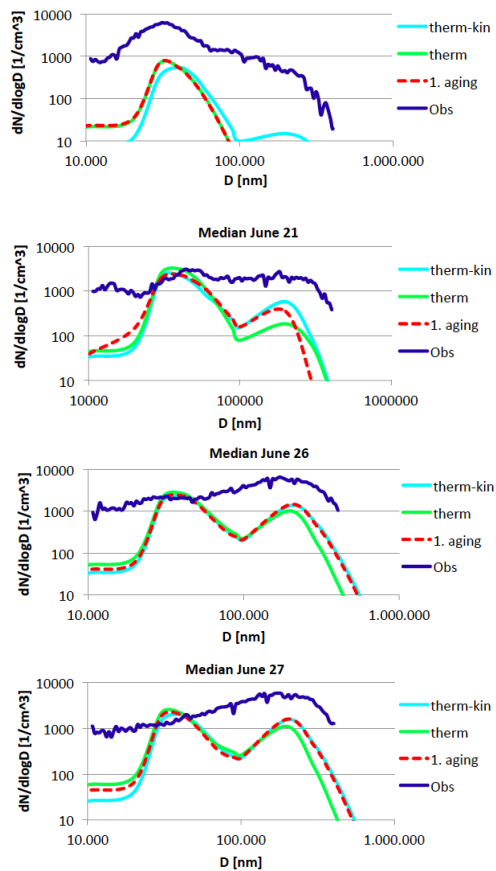 dN/dlogD [1/cm^3]
10000
1000
100
10
10.000
100.000
1.000.000
D [nm]
therm-kin
therm
1. aging
Obs
Median June 21
dN/dlogD [1/cm^3]
10000
1000
100
10
10000
100000
1000000
D [nm]
therm-kin
therm
1. aging
Obs
Median June 26
dN/dlogD [1/cm^3]
10000
1000
100
10
10.000
100.000
1.000.000
D [nm]
therm-kin
therm
1. aging
Obs
Median June 27
dN/dlogD [1/cm^3]
10000
1000
100
10
10.000
100.000
1.000.000
D [nm]
therm-kin
therm
1. aging
Obs